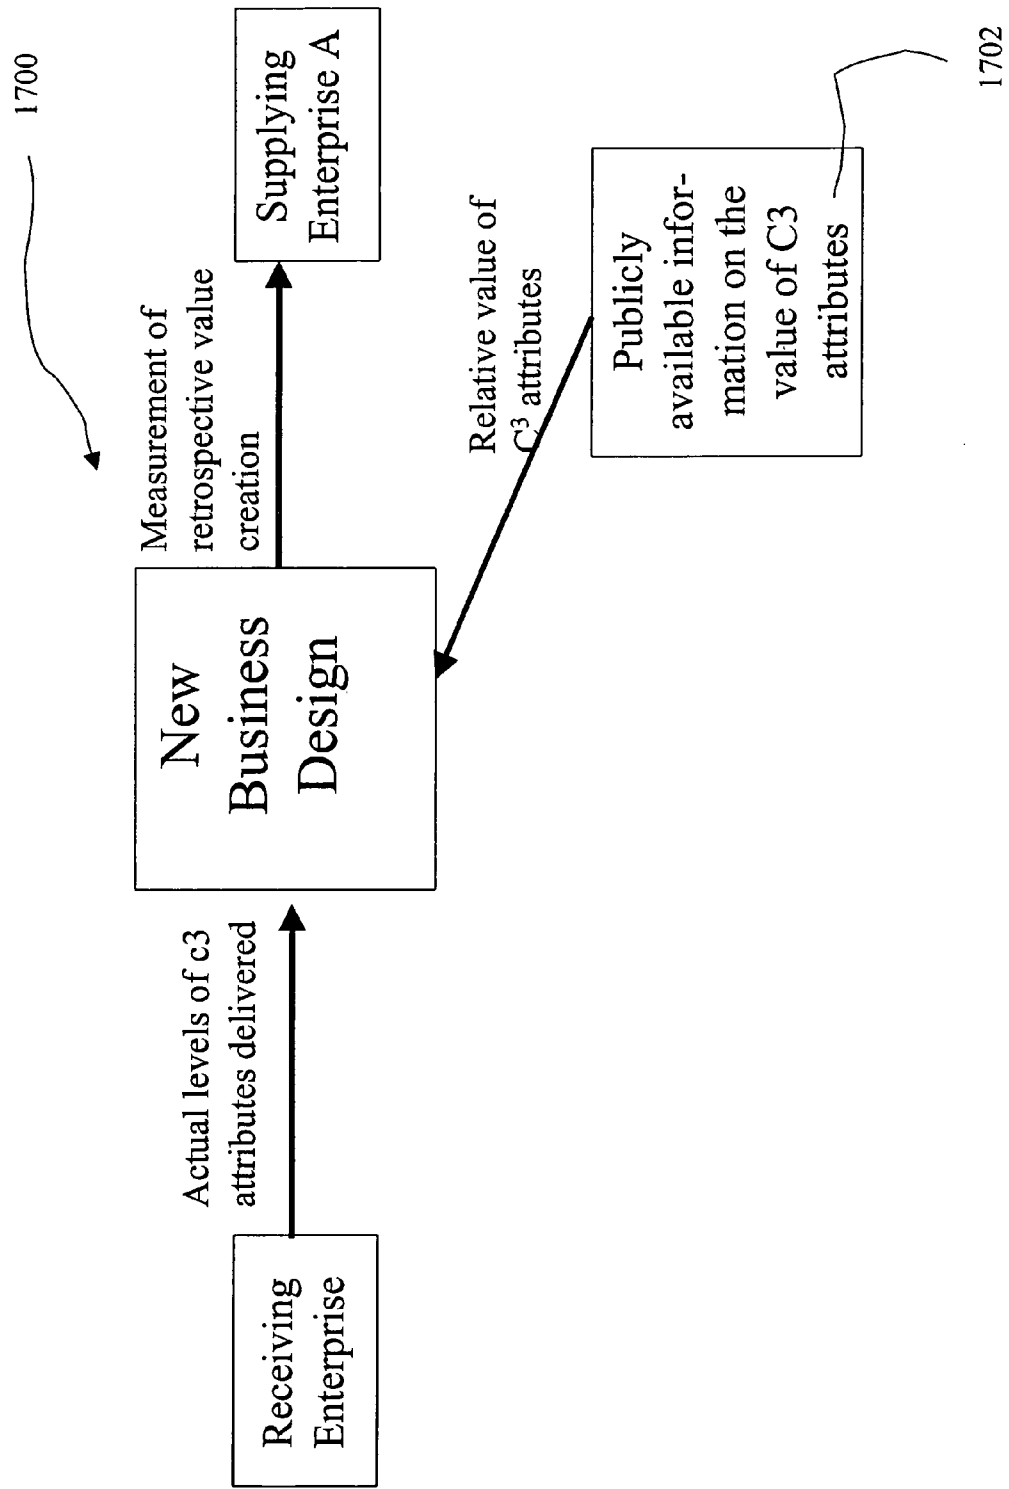 1700
Receiving
Enterprise
Actual levels of c3
attributes delivered
New
Business
Design
Measurement of
retrospective value
creation
Supplying
Enterprise A
Relative value of
C³ attributes
Publicly
available infor-
mation on the
value of C3
attributes
1702